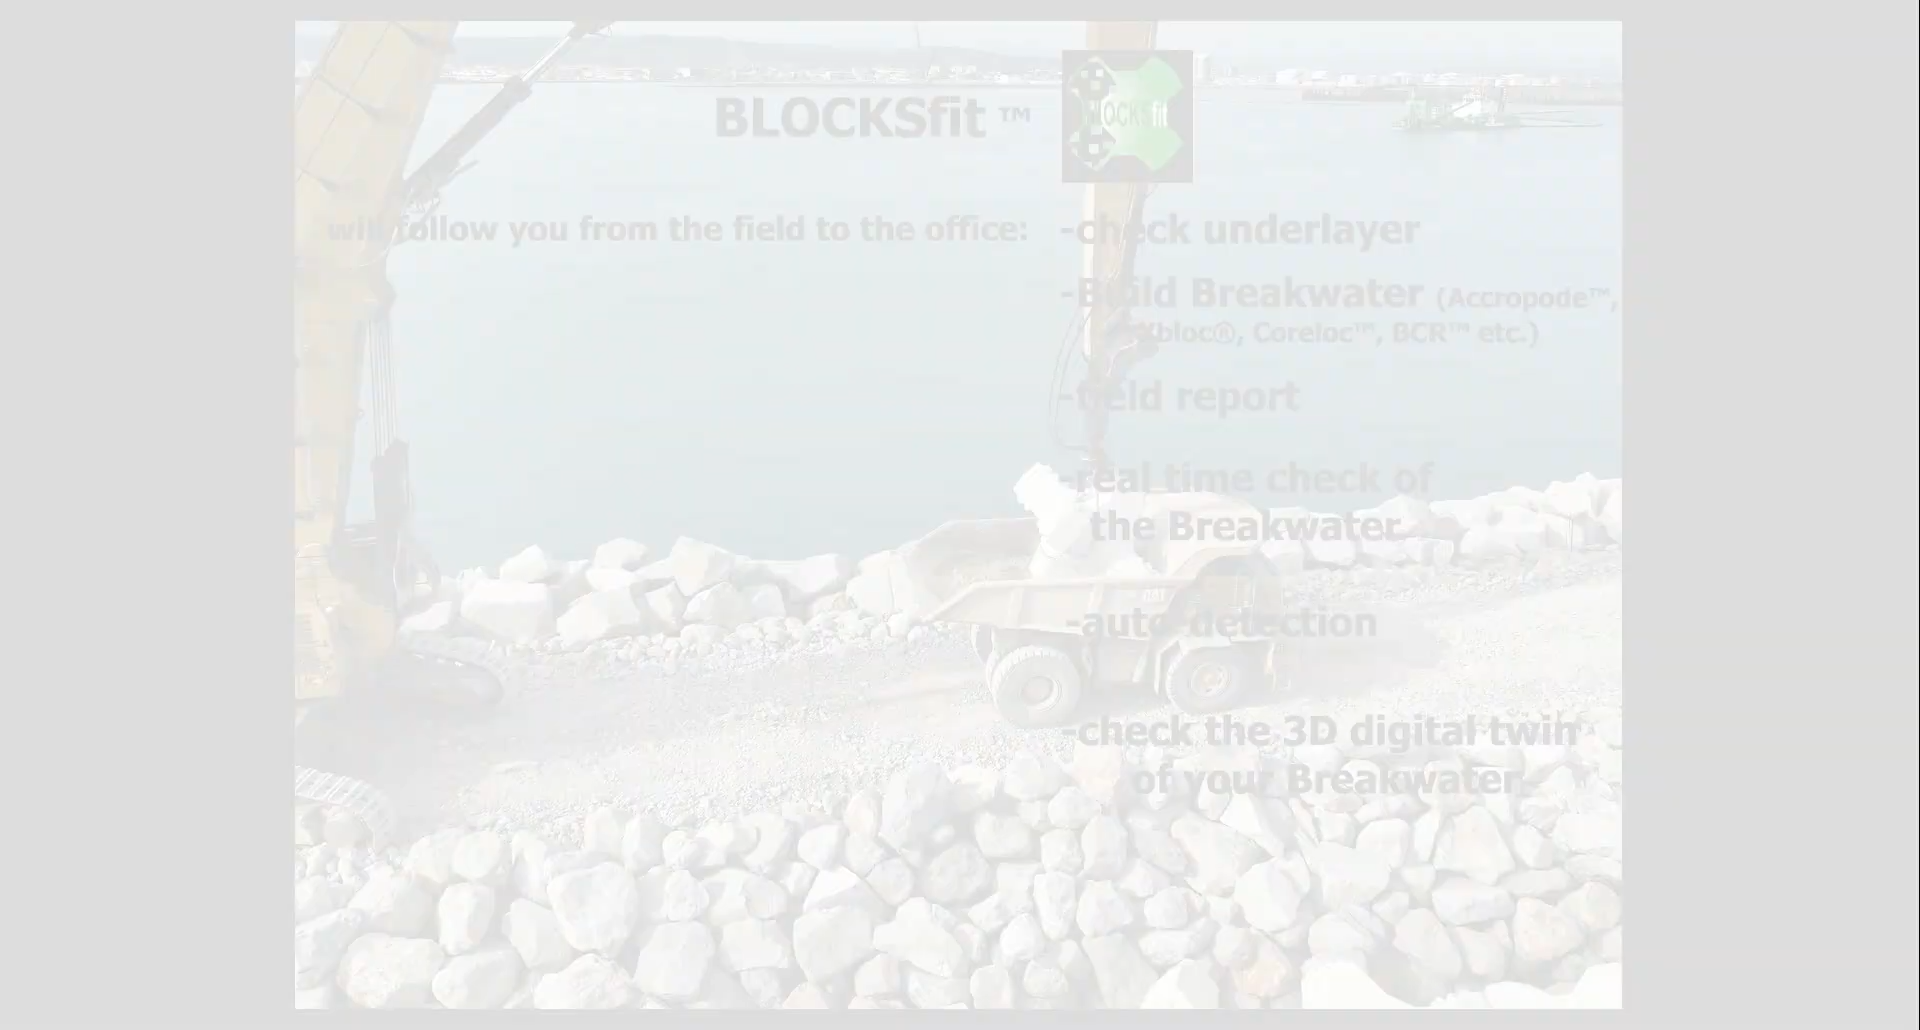 BLOCKSfit ™
BLOCKSfit
will follow you from the field to the office:
-check underlayer
-Build Breakwater (Accropode™,
Xbloc®, Coreloc™, BCR™ etc.)
-field report
-real time check of
the Breakwater
-auto-detection
-check the 3D digital twin
of your Breakwater